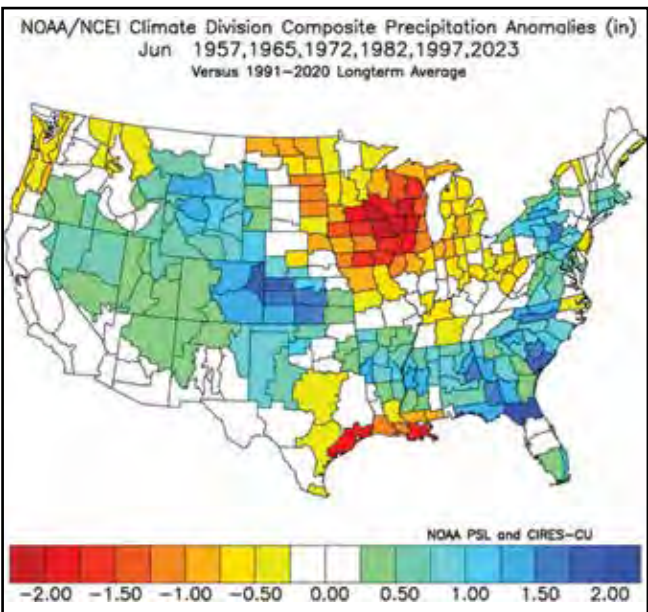 NOAA/NCEI Climate Division Composite Precipitation Anomalies (in)
Jun 1957,1965,1972,1982,1997,2023
Versus 1991-2020 Longterm Average
NOAA PSL and CIRES-CU
-2.00 -1.50 -1.00 -0.50 0.00 0.50 1.00 1.50 2.00